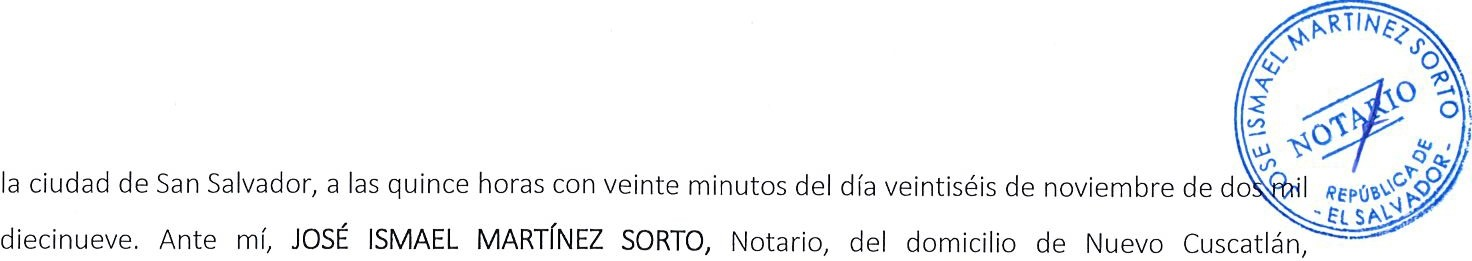 JOSE ISMAEL MARTINEZ SORTO
NOTARIO
REPÚBLICA DE
- EL SALVADOR -
la ciudad de San Salvador, a las quince horas con veinte minutos del día veintiséis de noviembre de dos mil
diecinueve. Ante mí, JOSÉ ISMAEL MARTÍNEZ SORTO, Notario, del domicilio de Nuevo Cuscatlán,